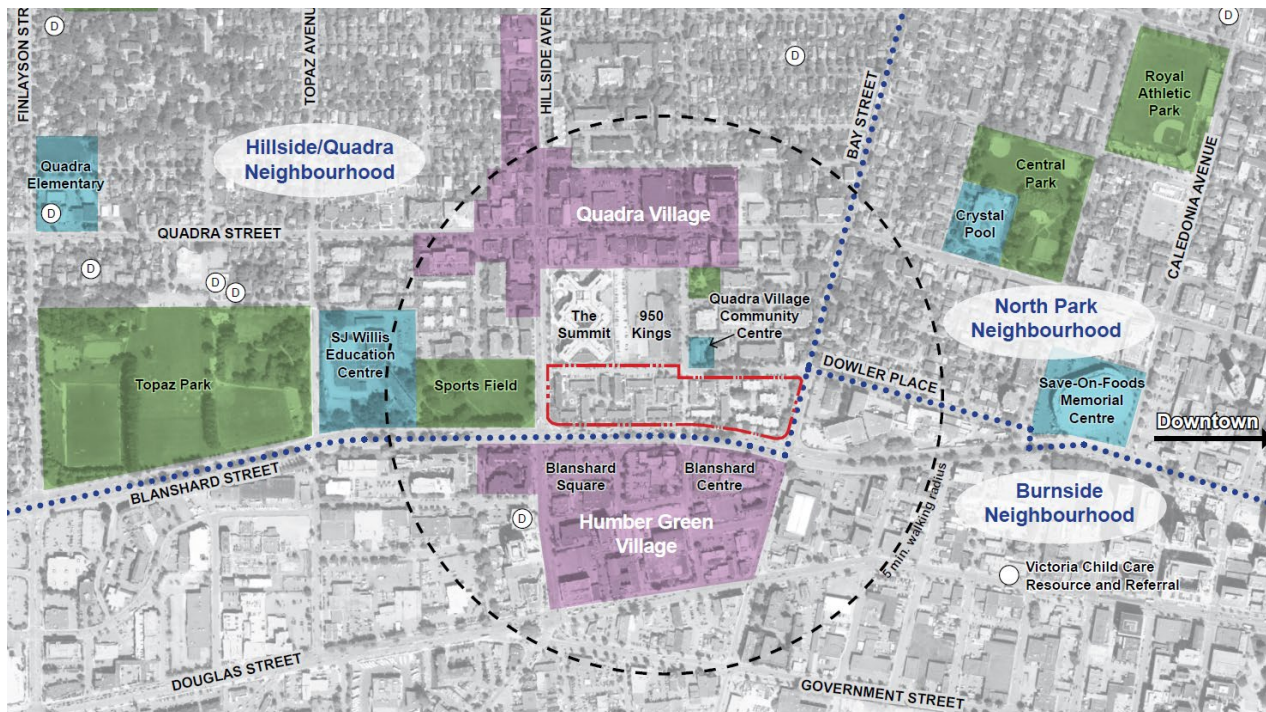 D
D
D
FINLAYSON STR
TOPAZ AVENU
HILLSIDE AVEN
BAY STREET
Royal
Athletic
Park
Hillside/Quadra
Neighbourhood
Quadra
Elementary
D
Central
Park
Crystal
Pool
CALEDONIA AVENUE
Quadra Village
QUADRA STREET
D
D
D
The
Summit
950
Kings
Quadra Village
Community
Centre
North Park
Neighbourhood
SJ Willis
Education
Centre
Topaz Park
Sports Field
DOWLER PLACE
Save-On-Foods
Memorial
Centre
Downtown
BLANSHARD STREET
Blanshard
Square
Blanshard
Centre
Burnside
Neighbourhood
D
Humber Green
Village
5 min. walking radius
Victoria Child Care
Resource and Referral
DOUGLAS STREET
GOVERNMENT STREET